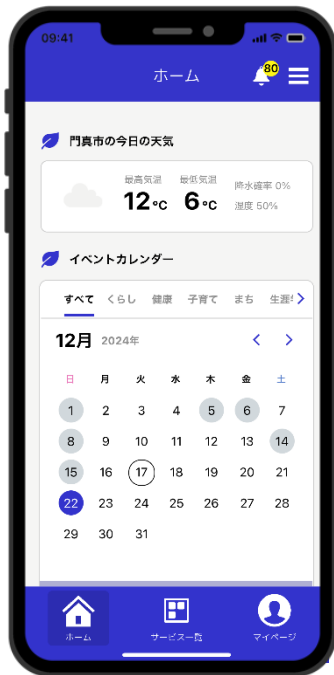 09:41
ホーム
80
門真市の今日の天気
最高気温 最低気温
12℃ 6℃
降水確率 0%
湿度 50%
イベントカレンダー
すべて くらし 健康 子育て まち 生涯
12月 2024年
日 月 火 水 木 金 土
1 2 3 4 5 6 7
8 9 10 11 12 13 14
15 16 17 18 19 20 21
22 23 24 25 26 27 28
29 30 31
ホーム サービス一覧 マイページ